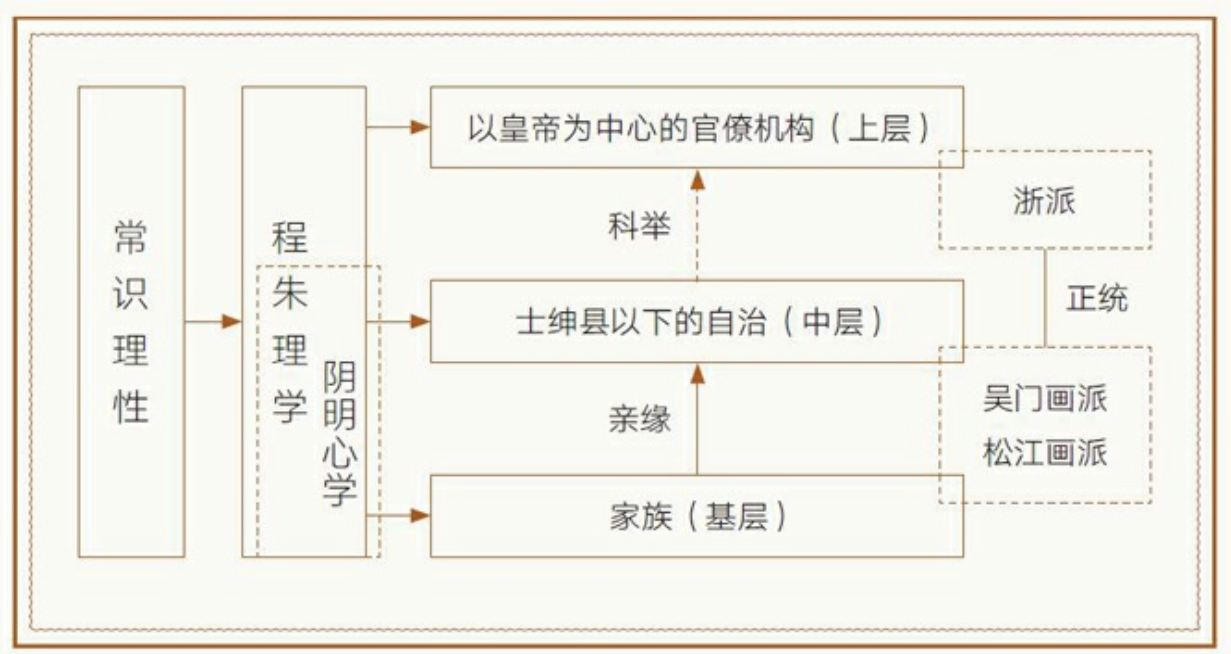 常识理性
程朱理学
阴明心学
以皇帝为中心的官僚机构（上层）
科举
士绅县以下的自治（中层）
亲缘
家族（基层）
浙派
正统
吴门画派
松江画派